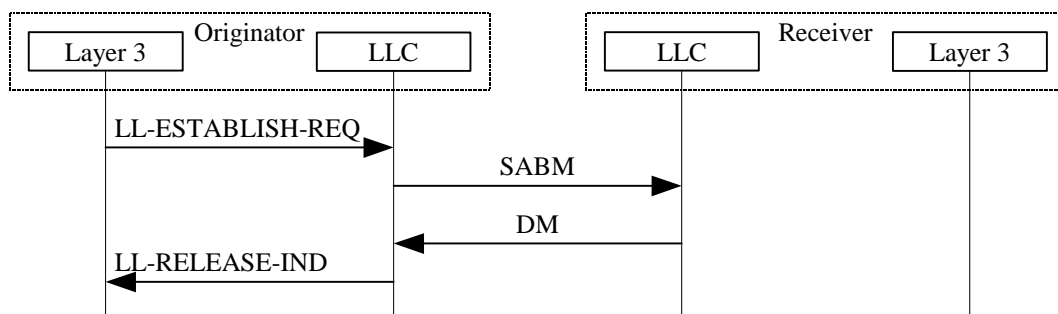 Originator
Receiver
Layer 3
LLC
LLC
Layer 3
LL-ESTABLISH-REQ
SABM
DM
LL-RELEASE-IND